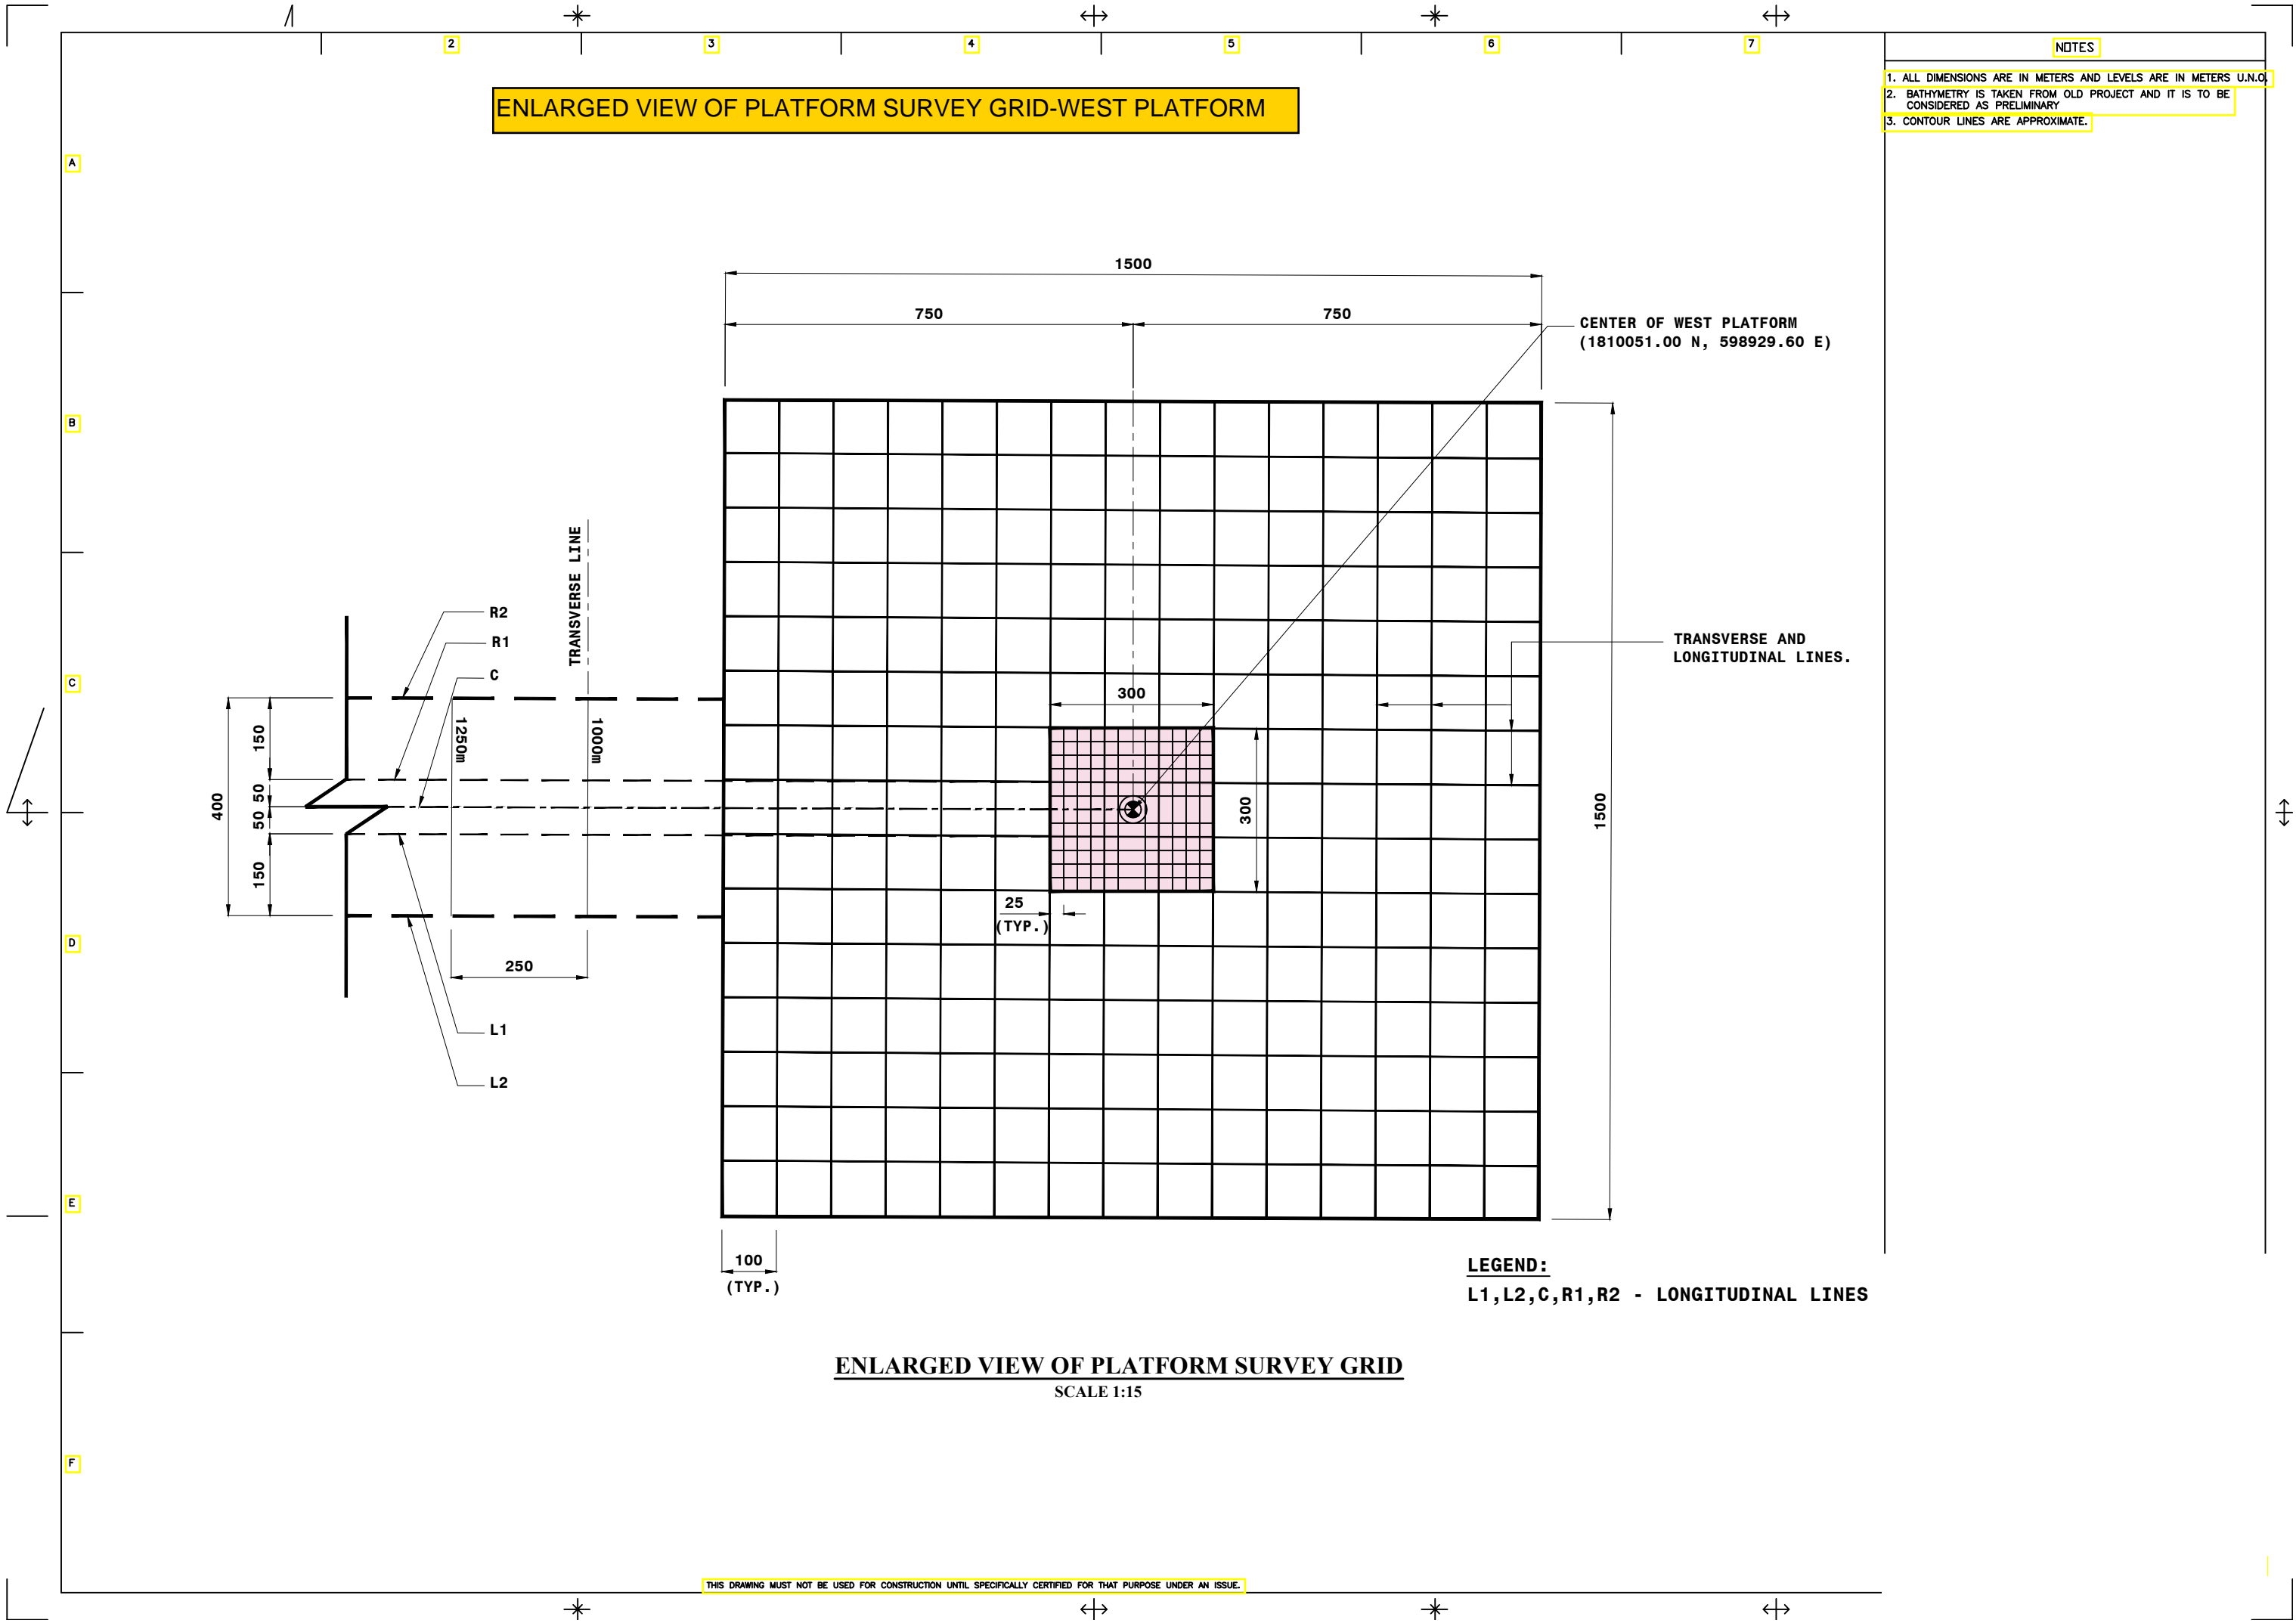 2
3
4
5
6
7
NOTES
1. ALL DIMENSIONS ARE IN METERS AND LEVELS ARE IN METERS U.N.O.
2. BATHYMETRY IS TAKEN FROM OLD PROJECT AND IT IS TO BE
CONSIDERED AS PRELIMINARY
3. CONTOUR LINES ARE APPROXIMATE.
ENLARGED VIEW OF PLATFORM SURVEY GRID-WEST PLATFORM
A
B
C
D
E
F
1500
750
750
CENTER OF WEST PLATFORM
(1810051.00 N, 598929.60 E)
TRANSVERSE LINE
R2
R1
C
TRANSVERSE AND
LONGITUDINAL LINES.
300
1250m
1000m
150
50
50
150
400
300
1500
25
(TYP.)
250
L1
L2
100
(TYP.)
LEGEND:
L1,L2,C,R1,R2 - LONGITUDINAL LINES
ENLARGED VIEW OF PLATFORM SURVEY GRID
SCALE 1:15
THIS DRAWING MUST NOT BE USED FOR CONSTRUCTION UNTIL SPECIFICALLY CERTIFIED FOR THAT PURPOSE UNDER AN ISSUE.